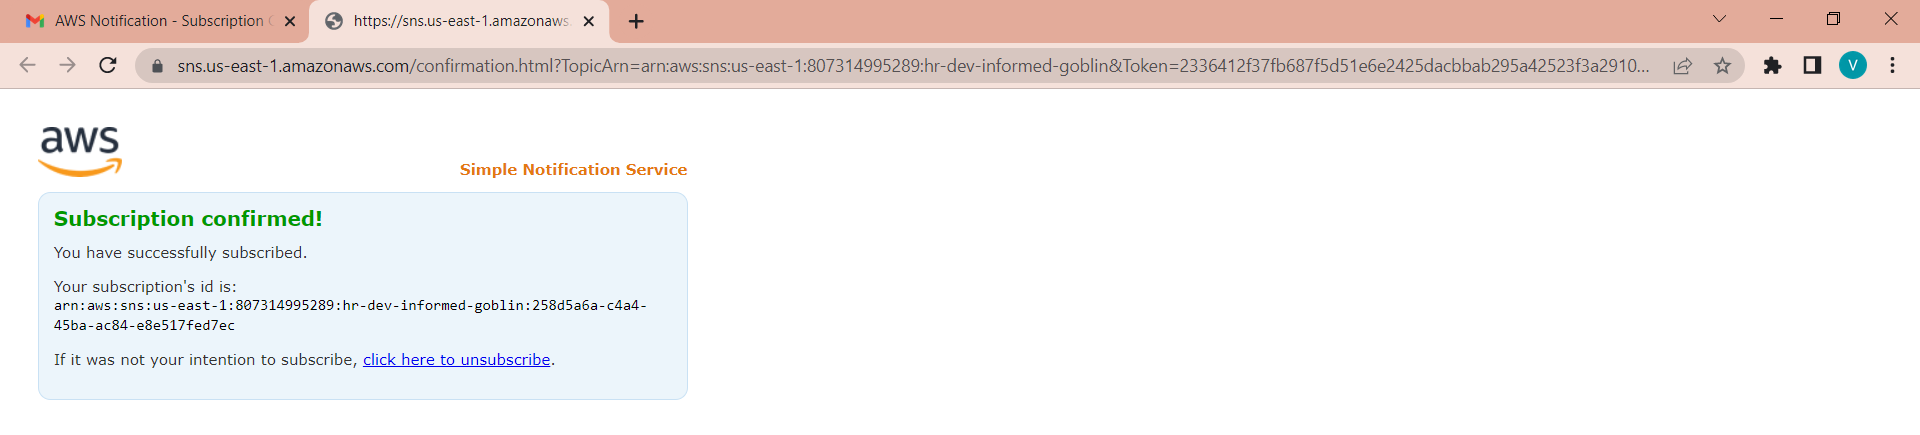 AWS Notification - Subscription
https://sns.us-east-1.amazonaws.
sns.us-east-1.amazonaws.com/confirmation.html?TopicArn=arn:aws:sns:us-east-1:807314995289:hr-dev-informed-goblin&Token=2336412f37fb687f5d51e6e2425dacbbab295a42523f3a2910...
V
aws
Simple Notification Service
Subscription confirmed!
You have successfully subscribed.
Your subscription's id is:
arn:aws:sns:us-east-1:807314995289:hr-dev-informed-goblin:258d5a6a-c4a4-
45ba-ac84-e8e517fed7ec
If it was not your intention to subscribe, click here to unsubscribe.